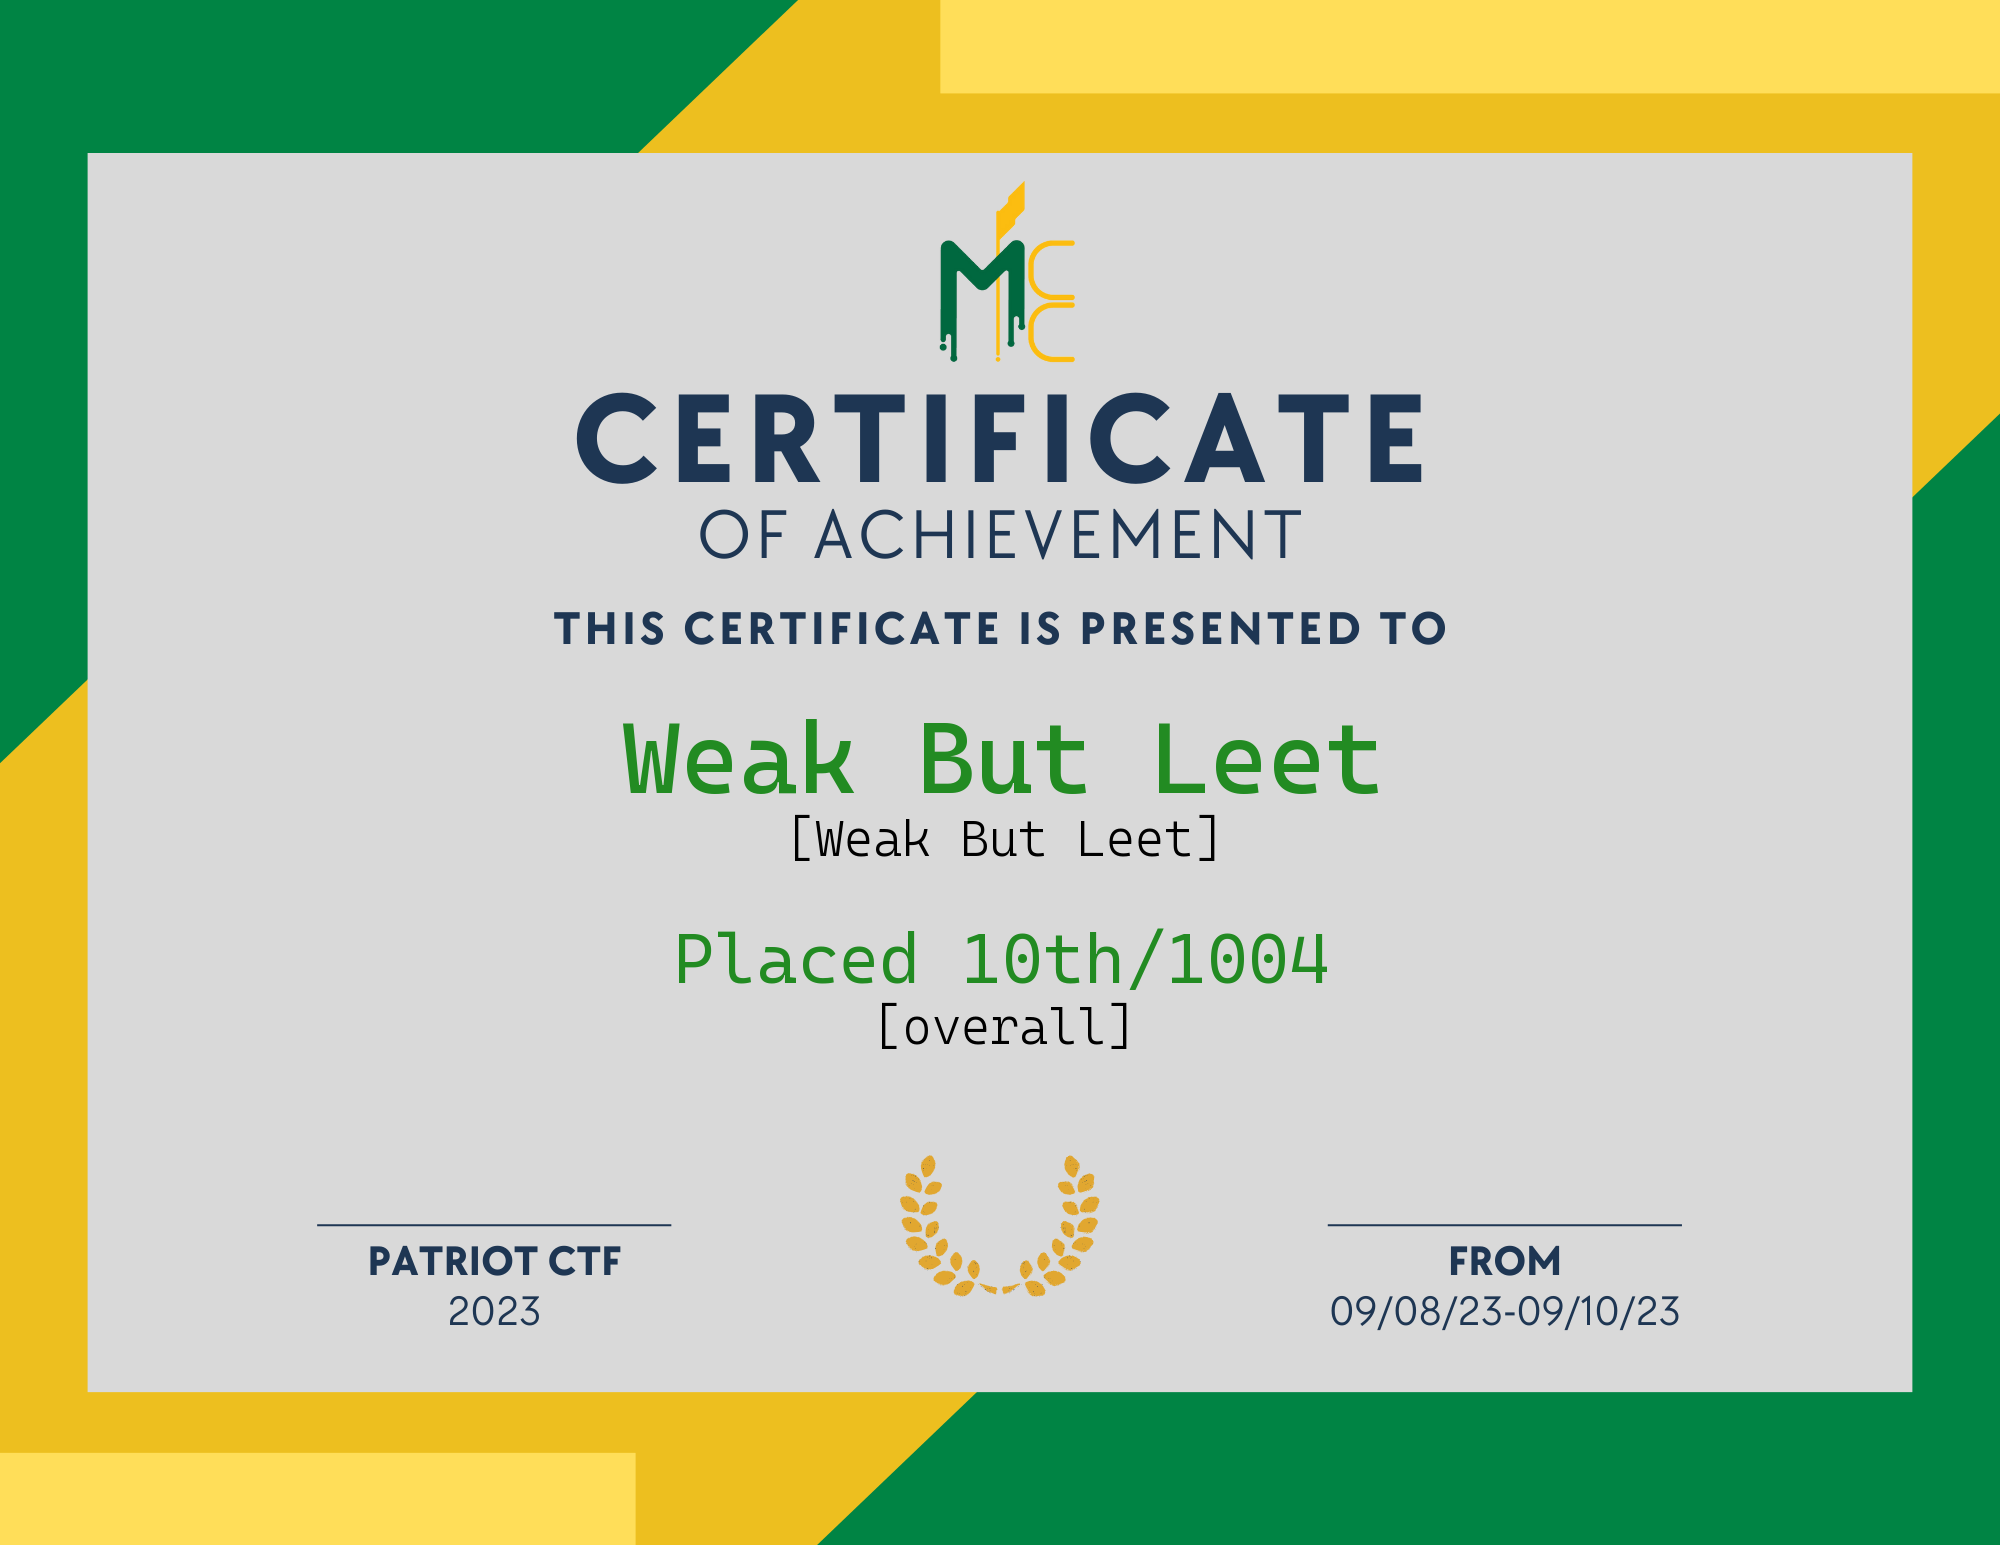 MCC
CERTIFICATE
OF ACHIEVEMENT
THIS CERTIFICATE IS PRESENTED TO
Weak But Leet
[Weak But Leet]
Placed 10th/1004
[overall]
PATRIOT CTF
2023
FROM
09/08/23-09/10/23